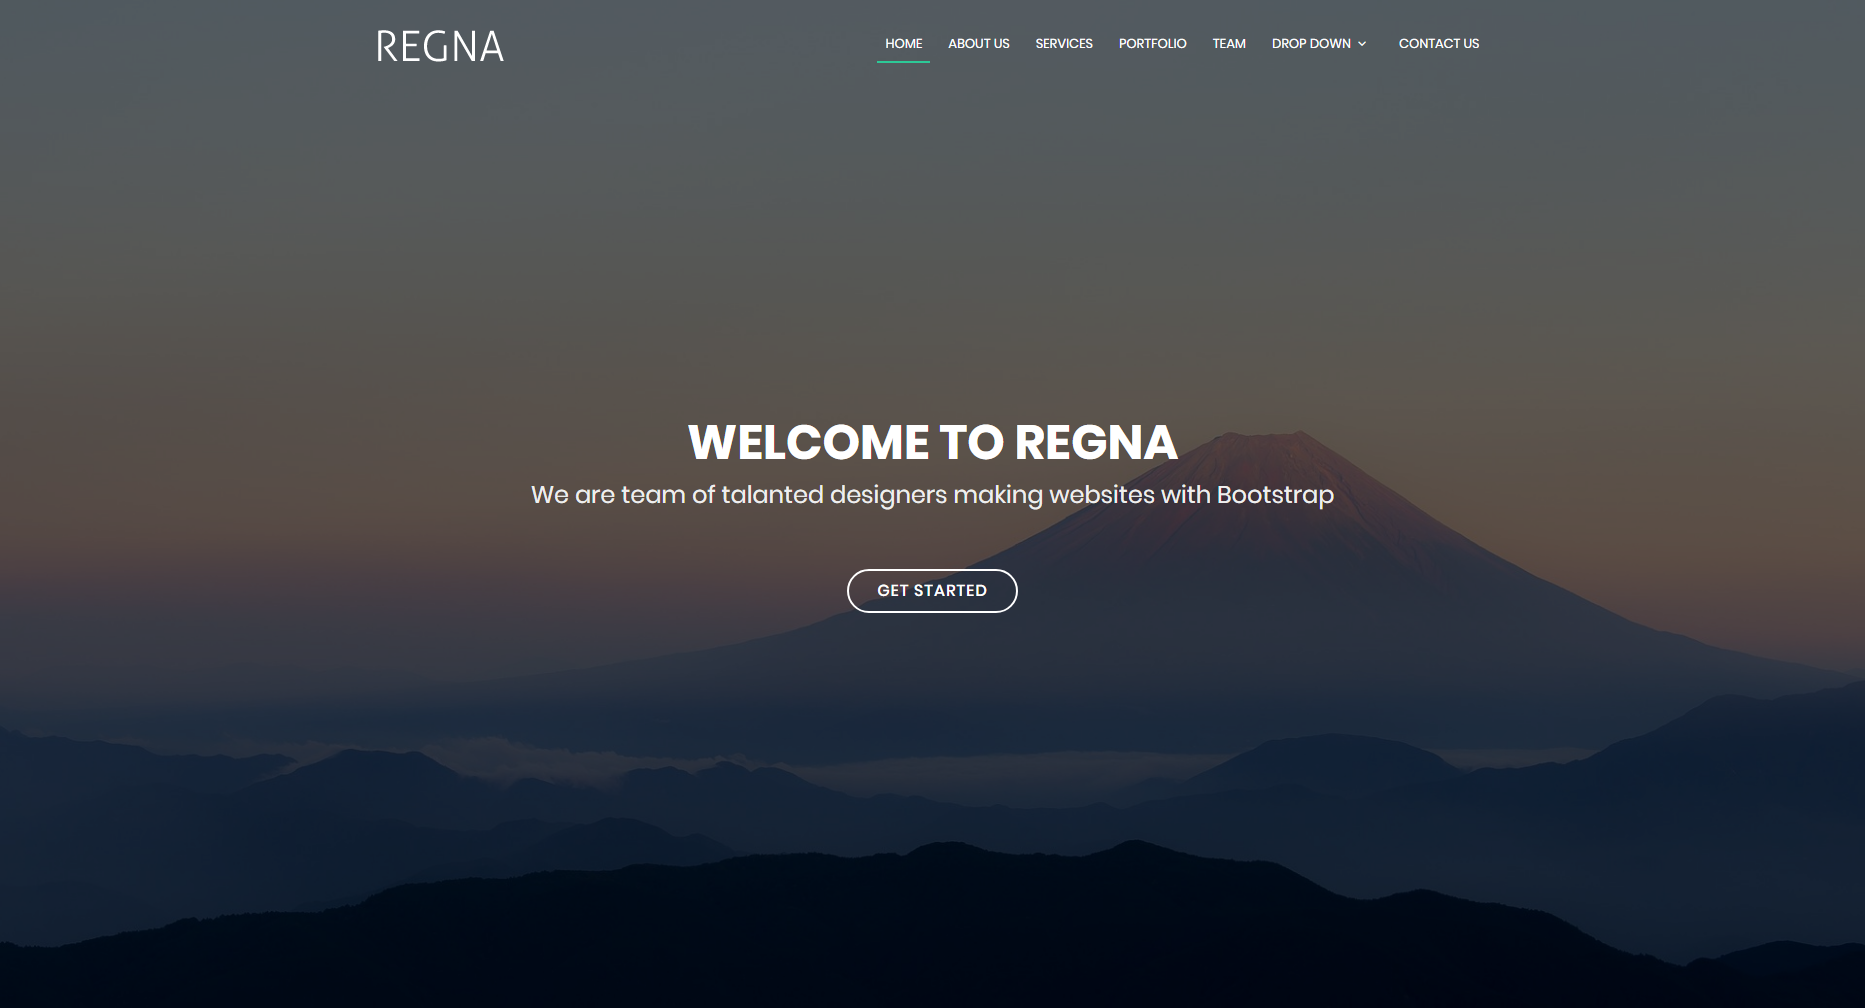 REGNA
HOME ABOUT US SERVICES PORTFOLIO TEAM DROP DOWN CONTACT US
WELCOME TO REGNA
We are team of talanted designers making websites with Bootstrap
GET STARTED